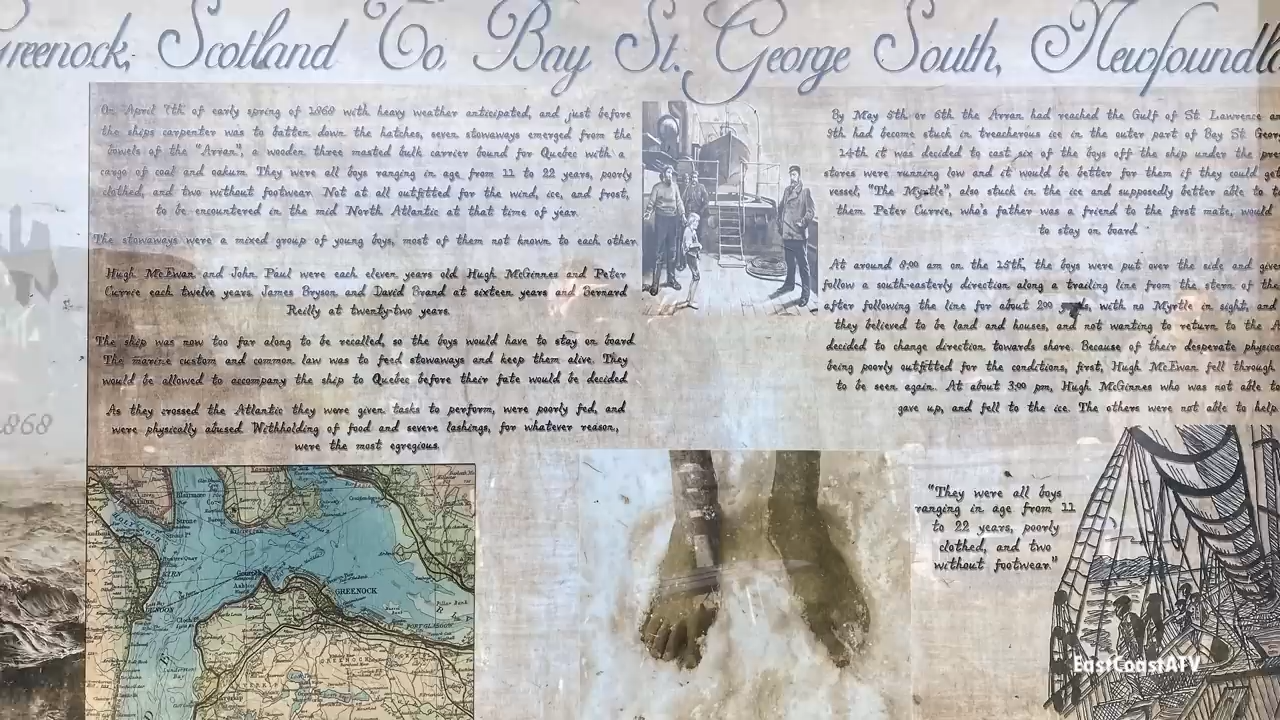 Greenock, Scotland To Bay St. George South, Newfoundla
On April 7th of early spring of 1868 with heavy weather anticipated, and just before
the ships carpenter was to batten down the hatches, seven stowaways emerged from the
bowels of the "Arran", a wooden three masted bulk carrier bound for Quebec with a
cargo of coal and oakum. They were all boys ranging in age from 11 to 22 years, poorly
clothed, and two without footwear. Not at all outfitted for the wind, ice, and frost,
to be encountered in the mid North Atlantic at that time of year.
The stowaways were a mixed group of young boys, most of them not known to each other.
Hugh McEwan and John Paul were each eleven years old Hugh McGinnes and Peter
Currie each twelve years. James Bryson and David Brand at sixteen years and Bernard
Reilly at twenty-two years.
The ship was now too far along to be recalled, so the boys would have to stay on board
The marine custom and common law was to feed stowaways and keep them alive. They
would be allowed to accompany the ship to Quebec before their fate would be decided
As they crossed the Atlantic they were given tasks to perform, were poorly fed, and
were physically abused. Withholding of food and severe lashings, for whatever reason,
were the most egregious.
By May 5th or 6th the Arran had reached the Gulf of St. Lawrence an
9th had become stuck in treacherous ice in the outer part of Bay St Geor
14th it was decided to cast six of the boys off the ship under the pre
stores were running low and it would be better for them if they could get
vessel, "The Myrtle", also stuck in the ice and supposedly better able to t
them. Peter Currie, who's father was a friend to the first mate, would
to stay on board.
At around 8:00 am on the 15th, the boys were put over the side and give
follow a south-easterly direction along a trailing line from the stern of the
after following the line for about 200 yards, with no Myrtle in sight, and
they believed to be land and houses, and not wanting to return to the A
decided to change direction towards shore. Because of their desperate physica
being poorly outfitted for the conditions, first, Hugh McEwan fell through
to be seen again. At about 3:00 pm, Hugh McGinnes who was not able to
gave up, and fell to the ice. The others were not able to help
1868
"They were all boys
ranging in age from 11
to 22 years, poorly
clothed, and two
without footwear."
KIRN
DUNOON
GREENOCK
PORT GLASGOW
EastCoastATV